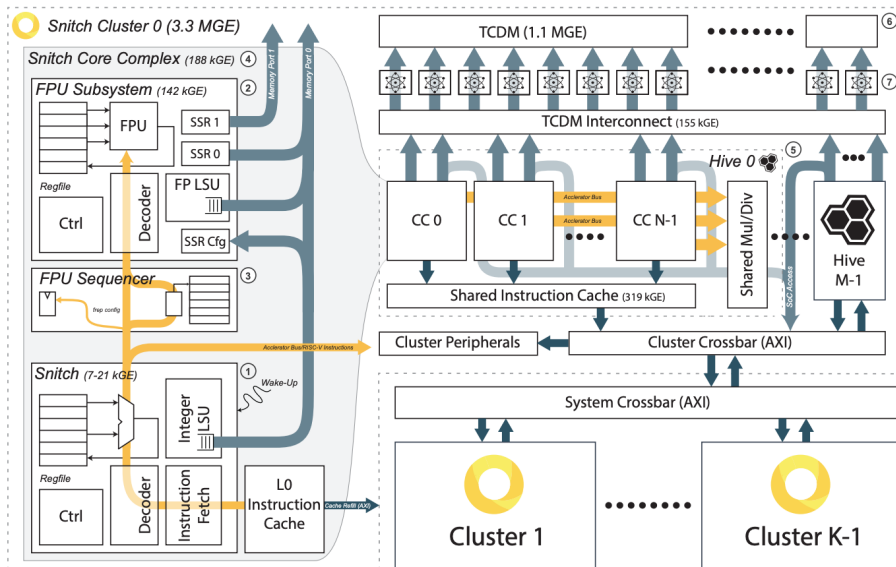 Snitch Cluster 0 (3.3 MGE)
Snitch Core Complex (188 kGE) 4
FPU Subsystem (142 kGE) 2
FPU
SSR 1
SSR 0
Regfile
Ctrl
Decoder
FP LSU
SSR Cfg
Memory Port 1
Memory Port 0
FPU Sequencer 3
frep config
Acclerator Bus/RISC-V Instructions
Snitch (7-21 kGE) 1
Wake-Up
Integer
LSU
Regfile
Ctrl
Decoder
Instruction
Fetch
L0
Instruction
Cache
Cache Refill (AXI)
TCDM (1.1 MGE) 6
7
TCDM Interconnect (155 kGE)
Hive 0 5
CC 0
CC 1
CC N-1
Acclerator Bus
Acclerator Bus
Shared Mul/Div
SoC Access
Hive
M-1
Shared Instruction Cache (319 kGE)
Cluster Peripherals
Cluster Crossbar (AXI)
System Crossbar (AXI)
Cluster 1
Cluster K-1